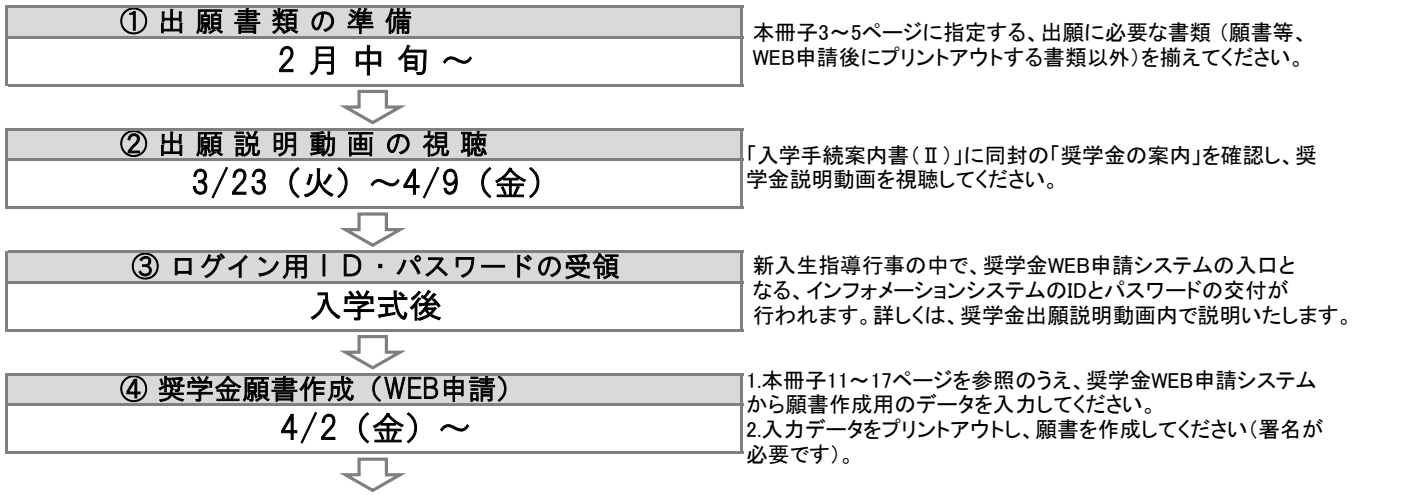 ① 出 願 書 類 の 準 備
2 月 中 旬 ～
本冊子3～5ページに指定する、出願に必要な書類（願書等、
WEB申請後にプリントアウトする書類以外）を揃えてください。
② 出 願 説 明 動 画 の 視 聴
3/23（火）～4/9（金）
「入学手続案内書（Ⅱ）」に同封の「奨学金の案内」を確認し、奨
学金説明動画を視聴してください。
③ ログイン用ＩＤ・パスワードの受領
入学式後
新入生指導行事の中で、奨学金WEB申請システムの入口と
なる、インフォメーションシステムのIDとパスワードの交付が
行われます。詳しくは、奨学金出願説明動画内で説明いたします。
④ 奨学金願書作成（WEB申請）
4/2（金）～
1.本冊子11～17ページを参照のうえ、奨学金WEB申請システム
から願書作成用のデータを入力してください。
2.入力データをプリントアウトし、願書を作成してください（署名が
必要です）。